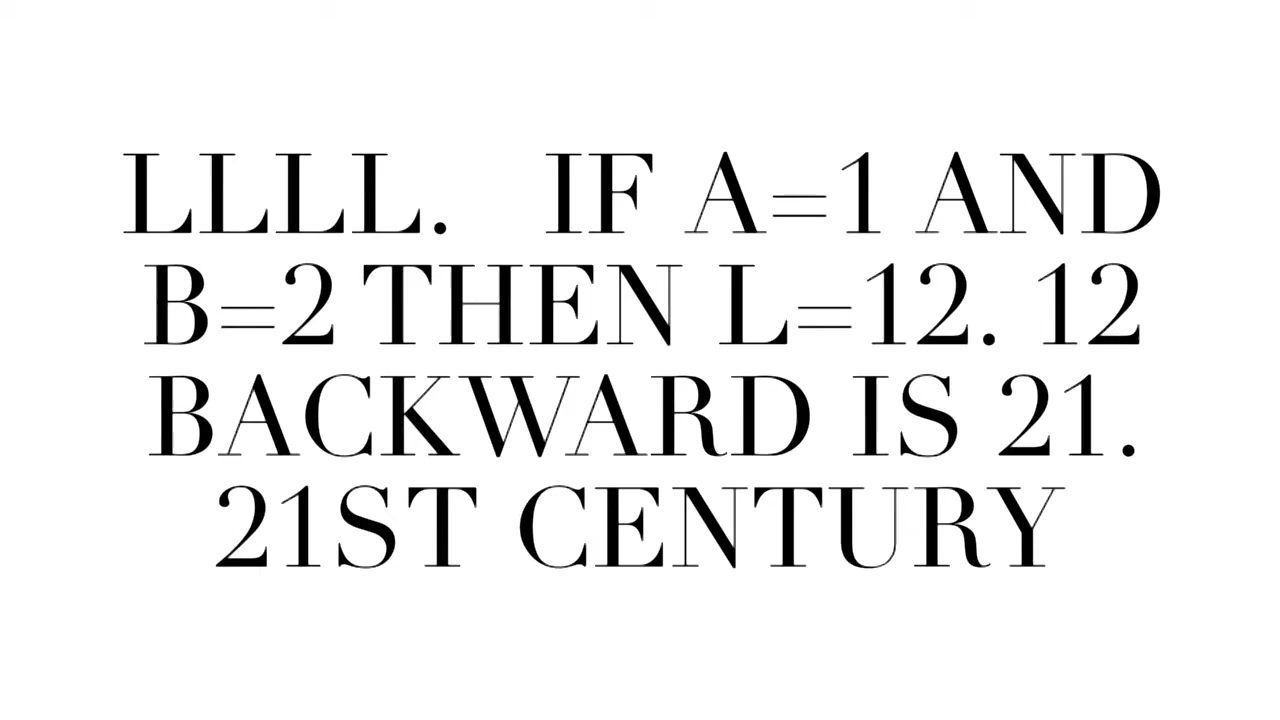 LLLL. IF A=1 AND
B=2 THEN L=12. 12
BACKWARD IS 21.
21ST CENTURY